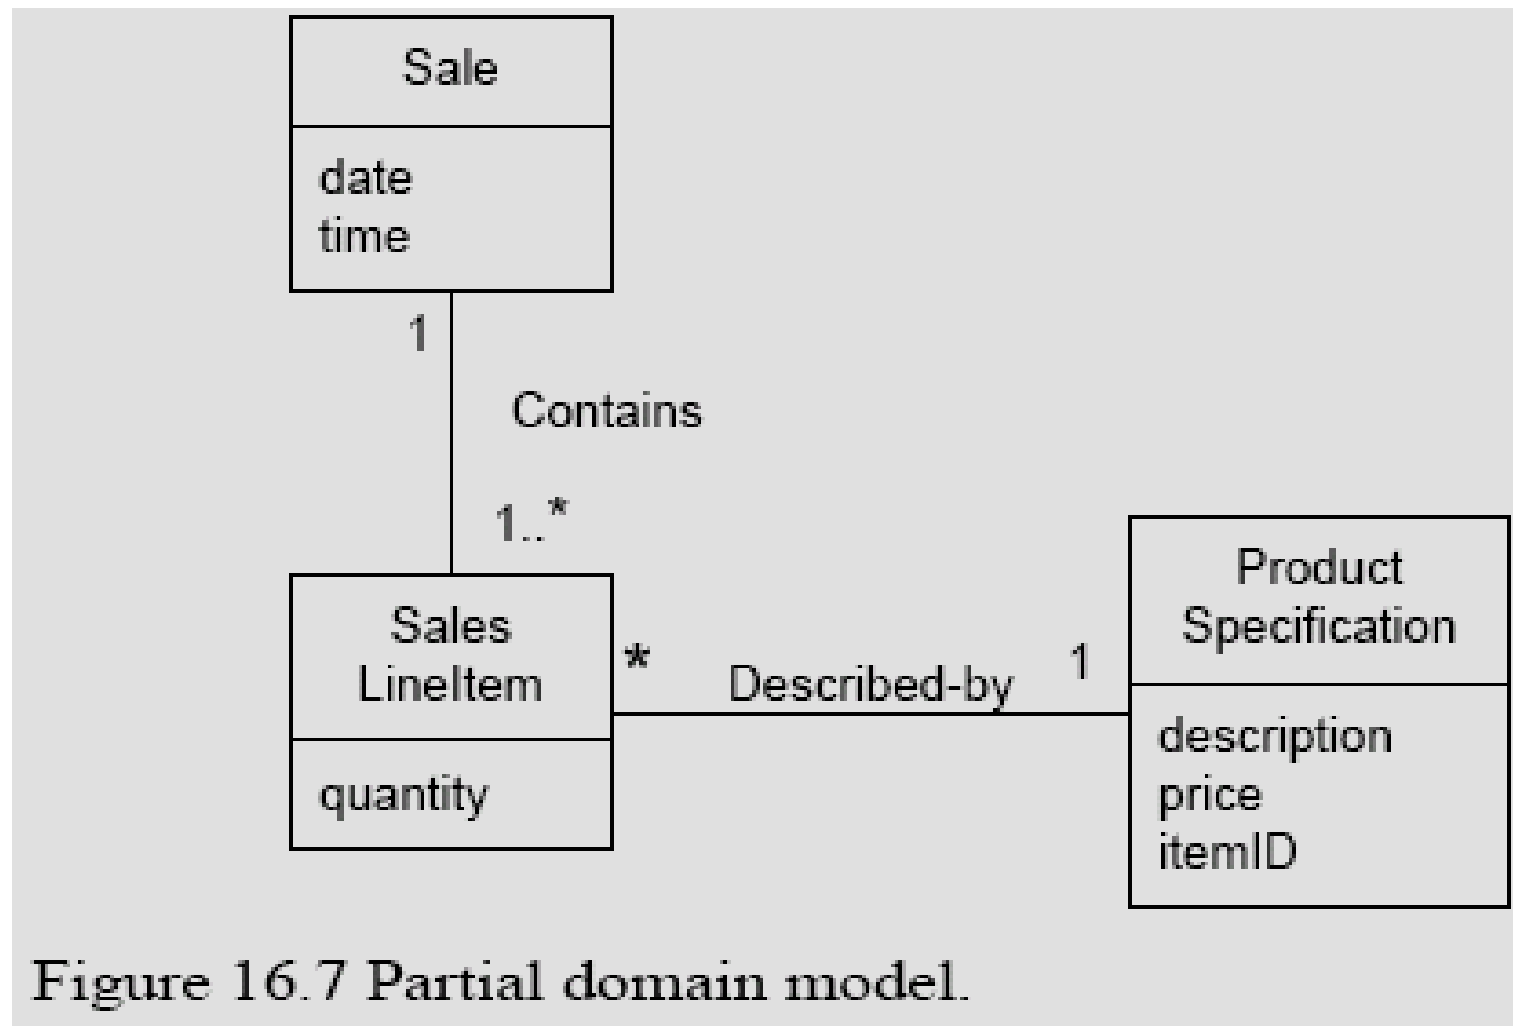 Sale
date
time
1
Contains
1..*
Sales
LineItem
quantity
*
Described-by
1
Product
Specification
description
price
itemID
Figure 16.7 Partial domain model.